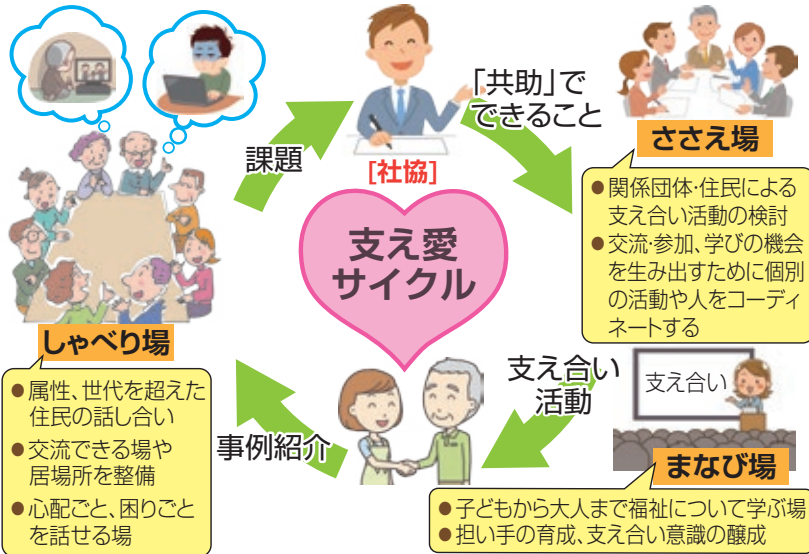 課題
[社協]
「共助」で
できること
ささえ場
●関係団体・住民による
支え合い活動の検討
●交流・参加、学びの機会
を生み出すために個別
の活動や人をコーディ
ネートする
支え愛
サイクル
しゃべり場
●属性、世代を超えた
住民の話し合い
●交流できる場や
居場所を整備
●心配ごと、困りごと
を話せる場
事例紹介
支え合い
活動
支え合い
まなび場
●子どもから大人まで福祉について学ぶ場
●担い手の育成、支え合い意識の醸成